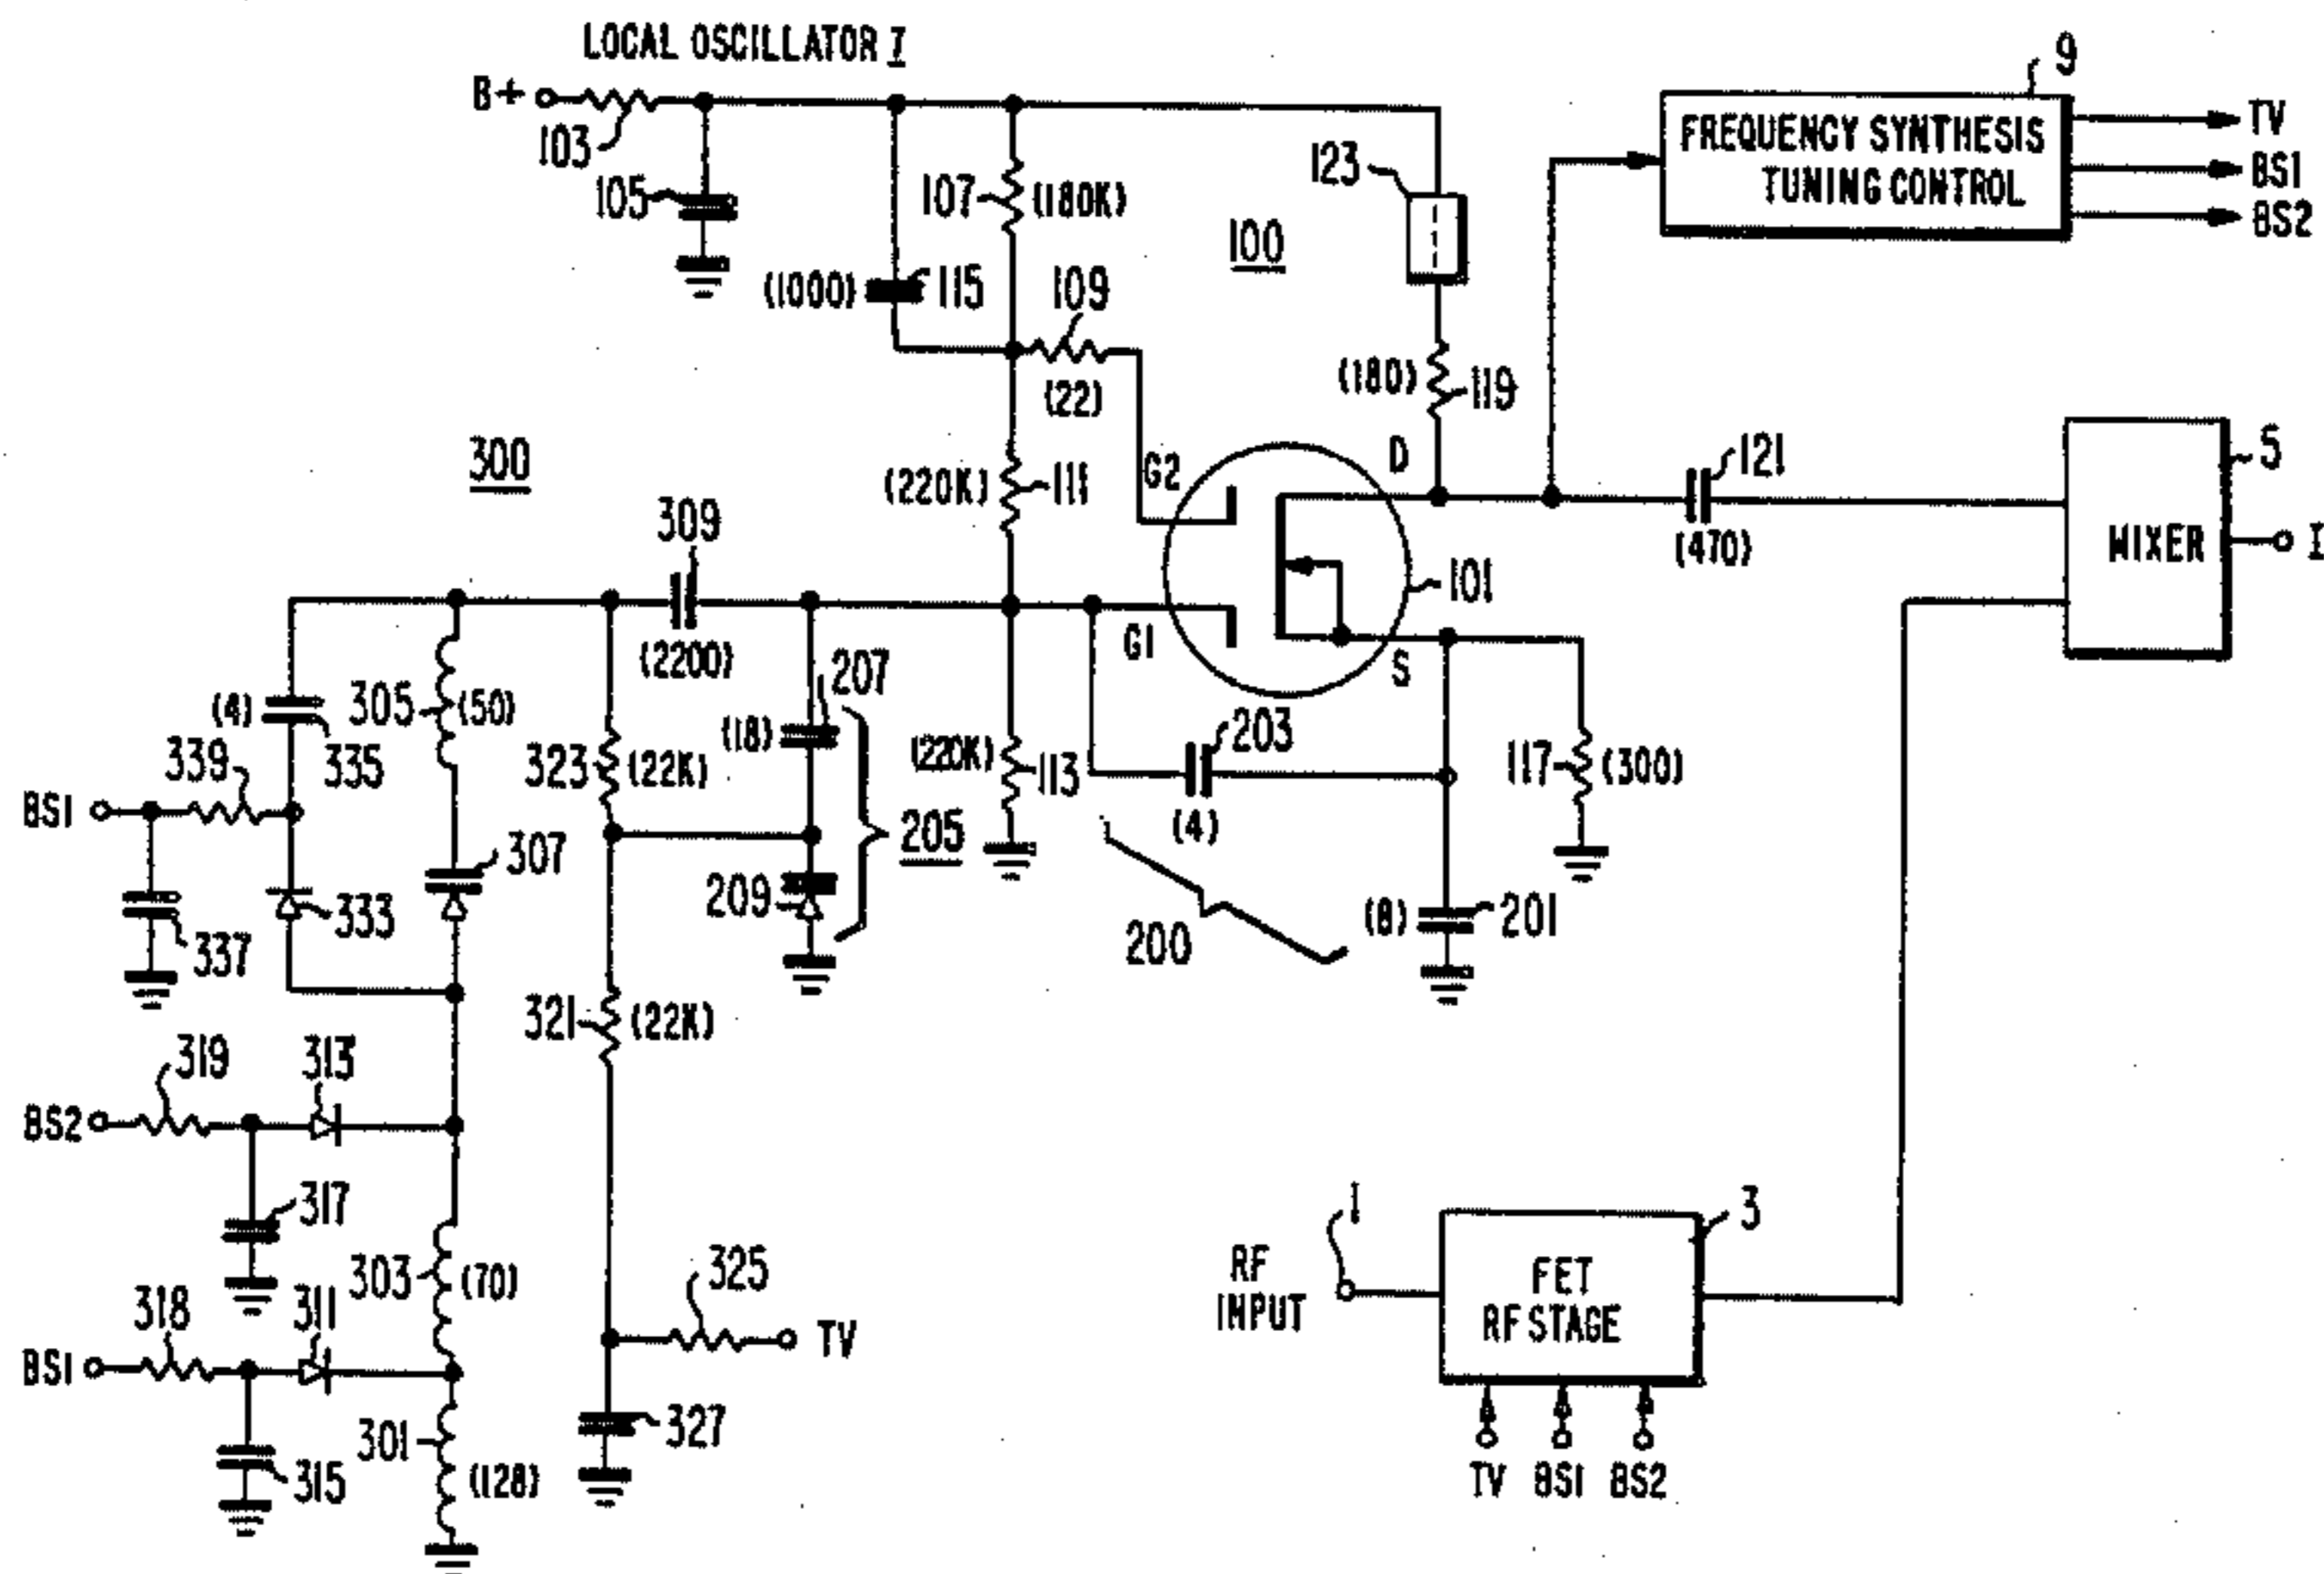 LOCAL OSCILLATOR 7
B+
103
105
107
(180K)
(1000)
115
109
(22)
100
123
9
FREQUENCY SYNTHESIS
TUNING CONTROL
TV
BS1
BS2
(180)
119
300
309
(2200)
(220K)
111
G2
D
121
(470)
5
MIXER
I
101
G1
S
(4)
335
305
(50)
339
BS1
337
333
307
323
(22K)
(18)
207
205
209
(220K)
113
203
(4)
117
(300)
200
(8)
201
321
(22K)
319
313
BS2
317
303
(70)
318
311
BS1
315
301
(128)
325
TV
327
1
RF
INPUT
3
FET
RF STAGE
TV
BS1
BS2